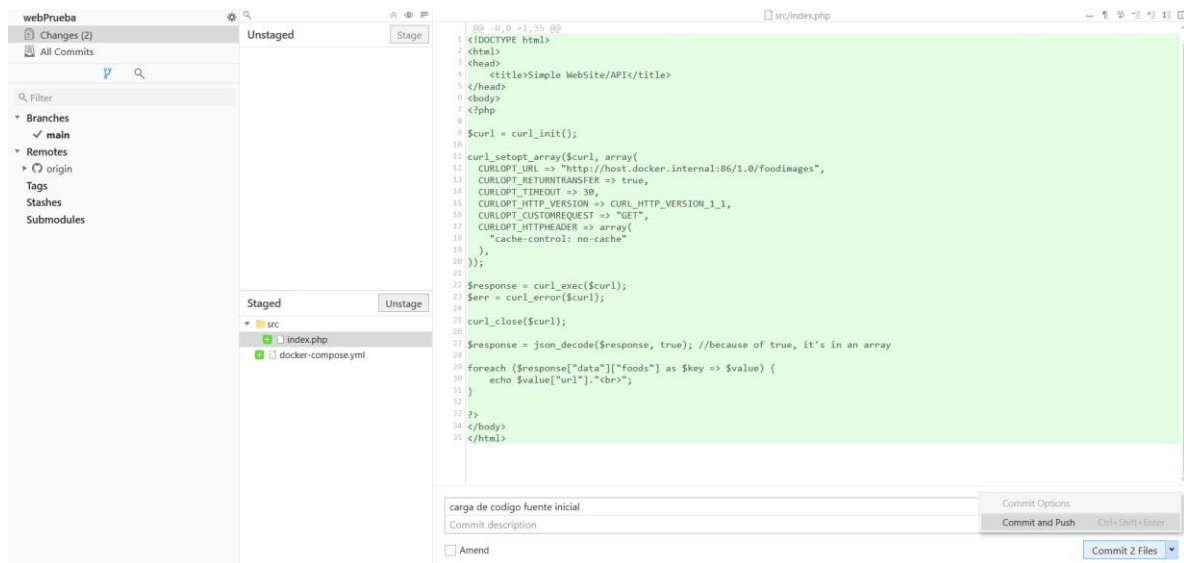 webPrueba
Changes (2)
All Commits
Filter
Branches
main
Remotes
origin
Tags
Stashes
Submodules
Unstaged
Stage
Staged
Unstage
src
index.php
docker-compose.yml
src/index.php
@@ -0,0 +1,35 @@
1 <!DOCTYPE html>
2 <html>
3 <head>
4 <title>Simple WebSite/API</title>
5 </head>
6 <body>
7 <?php
8
9 $curl = curl_init();
10
11 curl_setopt_array($curl, array(
12 CURLOPT_URL => "http://host.docker.internal:86/1.0/foodimages",
13 CURLOPT_RETURNTRANSFER => true,
14 CURLOPT_TIMEOUT => 30,
15 CURLOPT_HTTP_VERSION => CURL_HTTP_VERSION_1_1,
16 CURLOPT_CUSTOMREQUEST => "GET",
17 CURLOPT_HTTPHEADER => array(
18 "cache-control: no-cache"
19 ),
20 ));
21
22 $response = curl_exec($curl);
23 $err = curl_error($curl);
24
25 curl_close($curl);
26
27 $response = json_decode($response, true); //because of true, it's in an array
28
29 foreach ($response["data"]["foods"] as $key => $value) {
30 echo $value["url"]."<br>";
31 }
32
33 ?>
34 </body>
35 </html>
carga de codigo fuente inicial
Commit description
Amend
Commit Options
Commit and Push Ctrl+Shift+Enter
Commit 2 Files